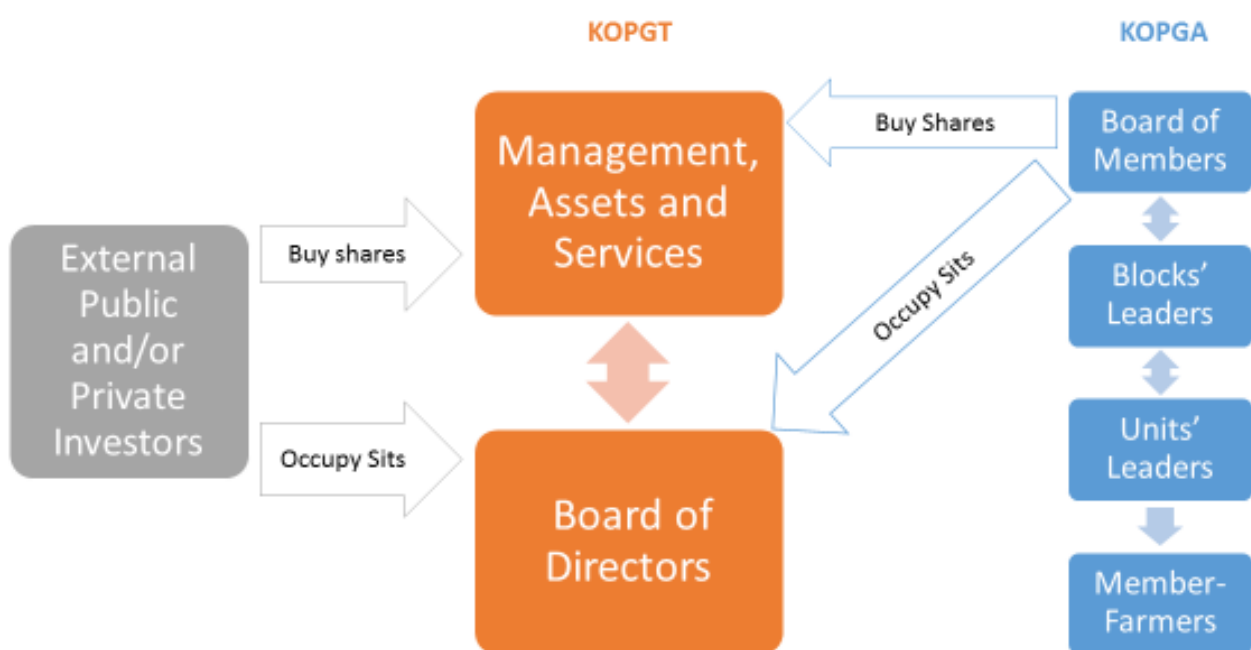 KOPGT
KOPGA
Management,
Assets and
Services
Buy Shares
Board of
Members
External
Public
and/or
Private
Investors
Buy shares
Occupy Sits
Blocks’
Leaders
Occupy Sits
Board of
Directors
Units’
Leaders
Member-
Farmers